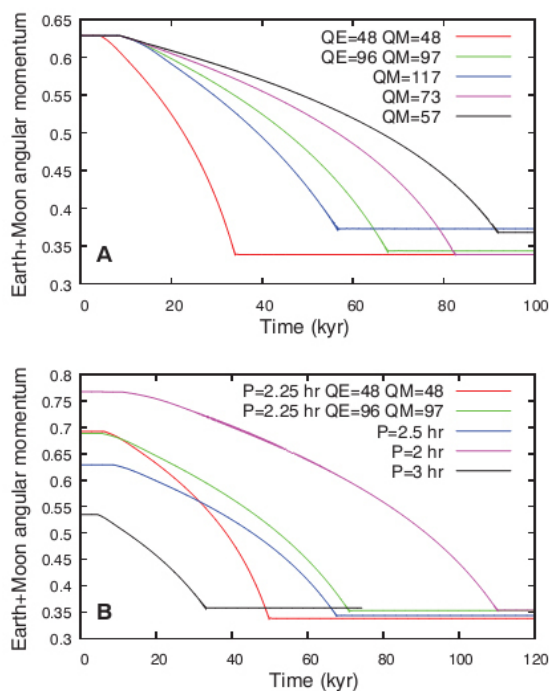 Earth+Moon angular momentum
0.65
0.6
0.55
0.5
0.45
0.4
0.35
0.3
QE=48 QM=48
QE=96 QM=97
QM=117
QM=73
QM=57
A
0 20 40 60 80 100
Time (kyr)
Earth+Moon angular momentum
0.8
0.75
0.7
0.65
0.6
0.55
0.5
0.45
0.4
0.35
0.3
P=2.25 hr QE=48 QM=48
P=2.25 hr QE=96 QM=97
P=2.5 hr
P=2 hr
P=3 hr
B
0 20 40 60 80 100 120
Time (kyr)